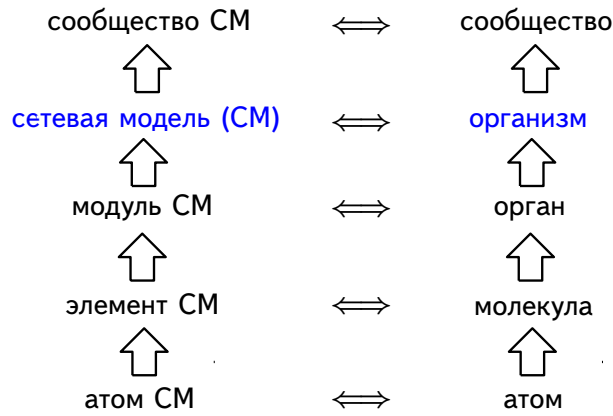 сообщество СМ ⟺ сообщество
сетевая модель (СМ) ⟺ организм
модуль СМ ⟺ орган
элемент СМ ⟺ молекула
атом СМ ⟺ атом